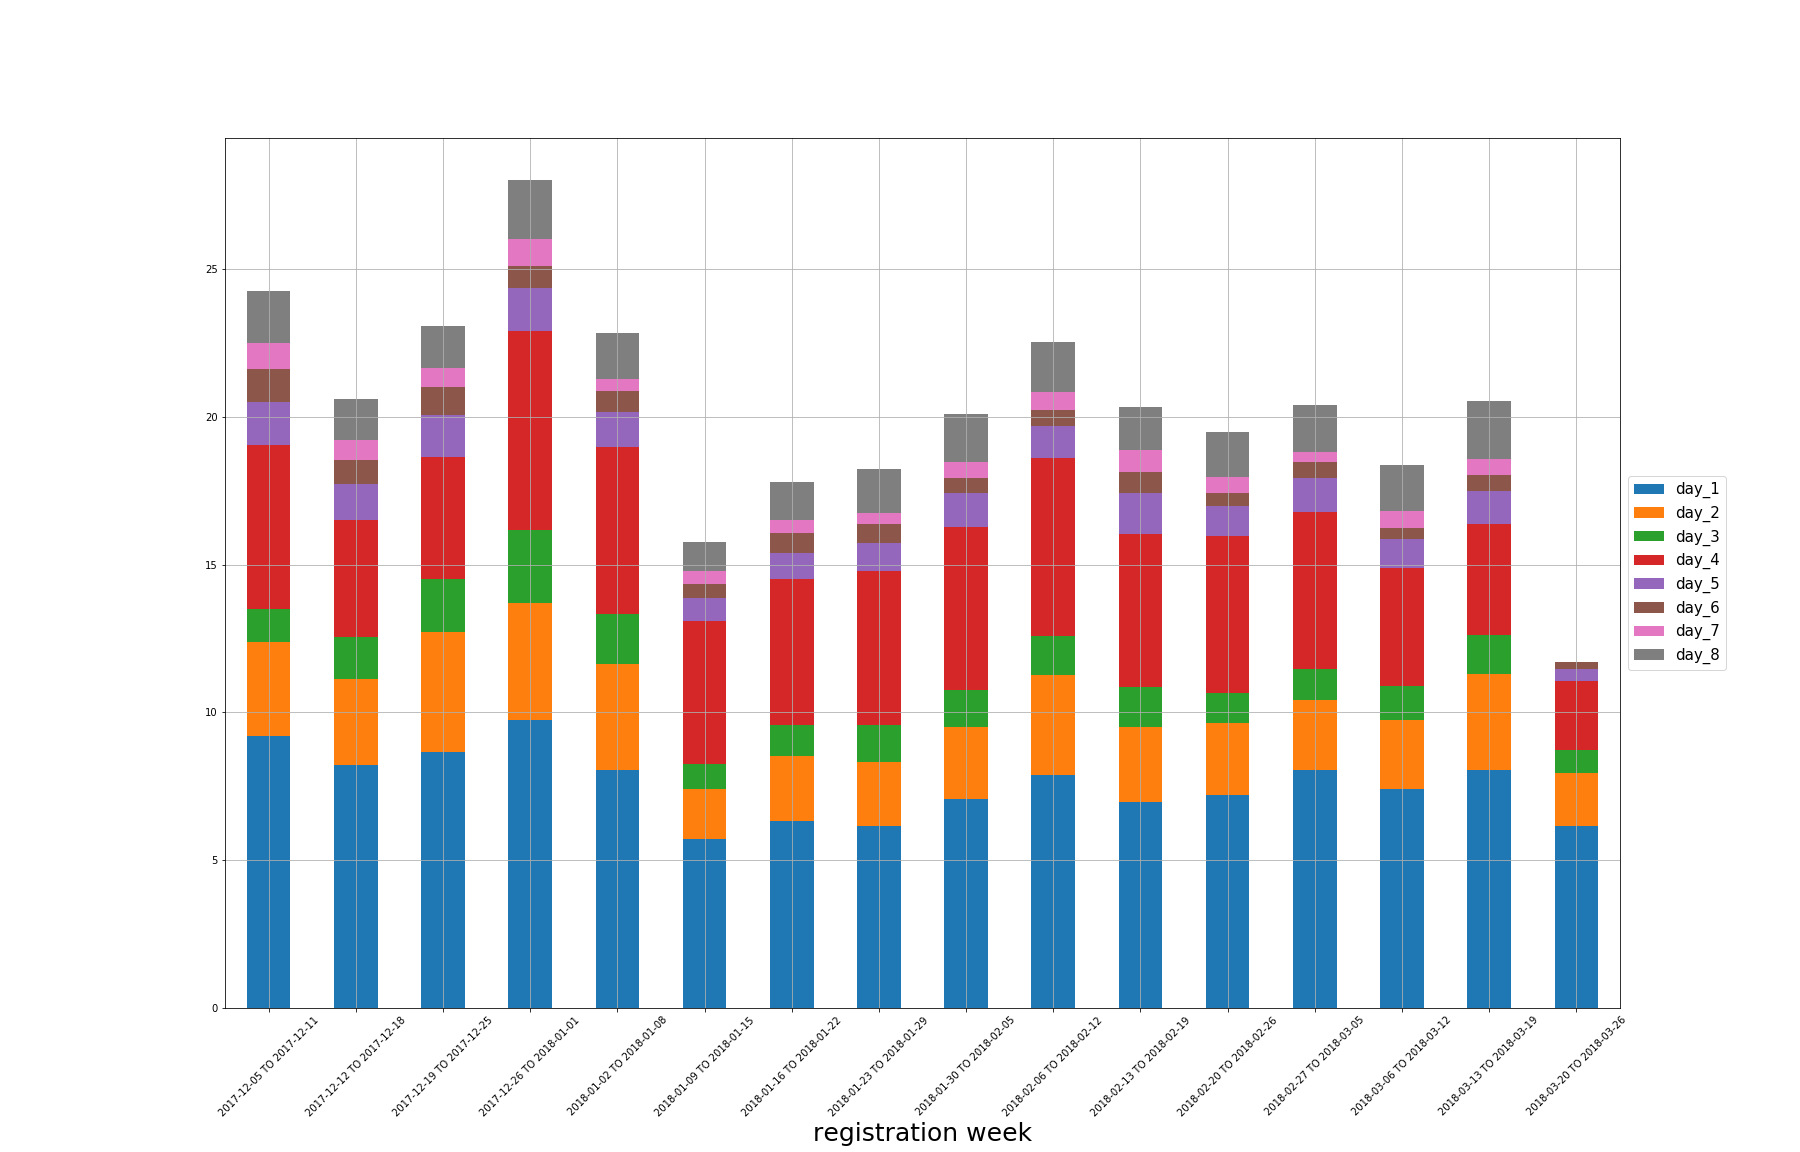 25
20
15
10
5
0
day_1
day_2
day_3
day_4
day_5
day_6
day_7
day_8
2017-12-05 TO 2017-12-11
2017-12-12 TO 2017-12-18
2017-12-19 TO 2017-12-25
2017-12-26 TO 2018-01-01
2018-01-02 TO 2018-01-08
2018-01-09 TO 2018-01-15
2018-01-16 TO 2018-01-22
2018-01-23 TO 2018-01-29
2018-01-30 TO 2018-02-05
2018-02-06 TO 2018-02-12
2018-02-13 TO 2018-02-19
2018-02-20 TO 2018-02-26
2018-02-27 TO 2018-03-05
2018-03-06 TO 2018-03-12
2018-03-13 TO 2018-03-19
2018-03-20 TO 2018-03-26
registration week